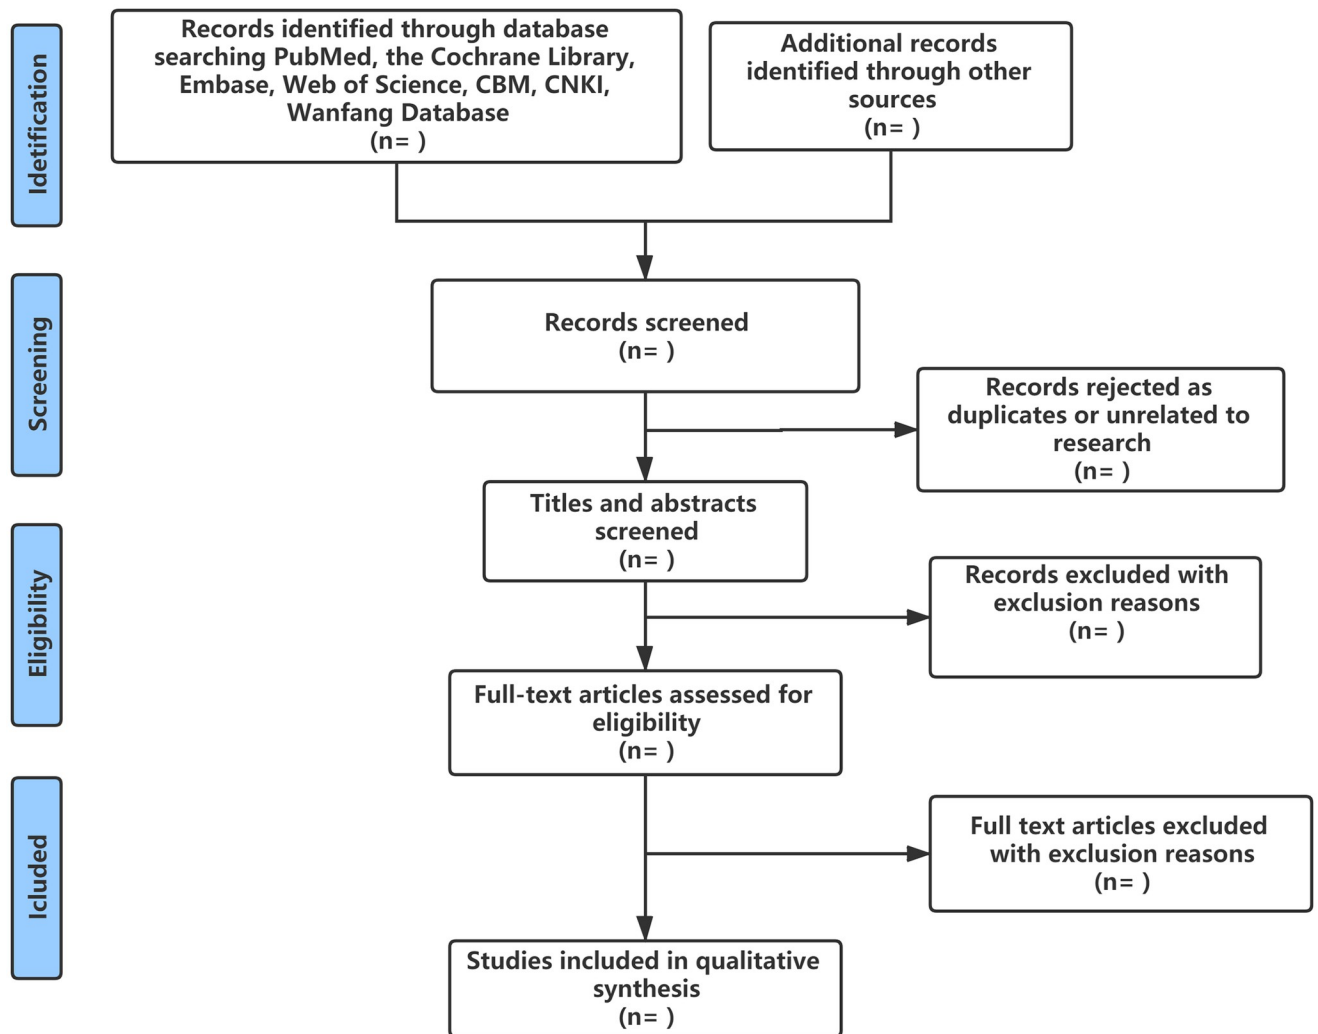 Idetification
Records identified through database
searching PubMed, the Cochrane Library,
Embase, Web of Science, CBM, CNKI,
Wanfang Database
(n= )
Additional records
identified through other
sources
(n= )
Screening
Records screened
(n= )
Records rejected as
duplicates or unrelated to
research
(n= )
Titles and abstracts
screened
(n= )
Eligibility
Records excluded with
exclusion reasons
(n= )
Full-text articles assessed for
eligibility
(n= )
Icluded
Full text articles excluded
with exclusion reasons
(n= )
Studies included in qualitative
synthesis
(n= )